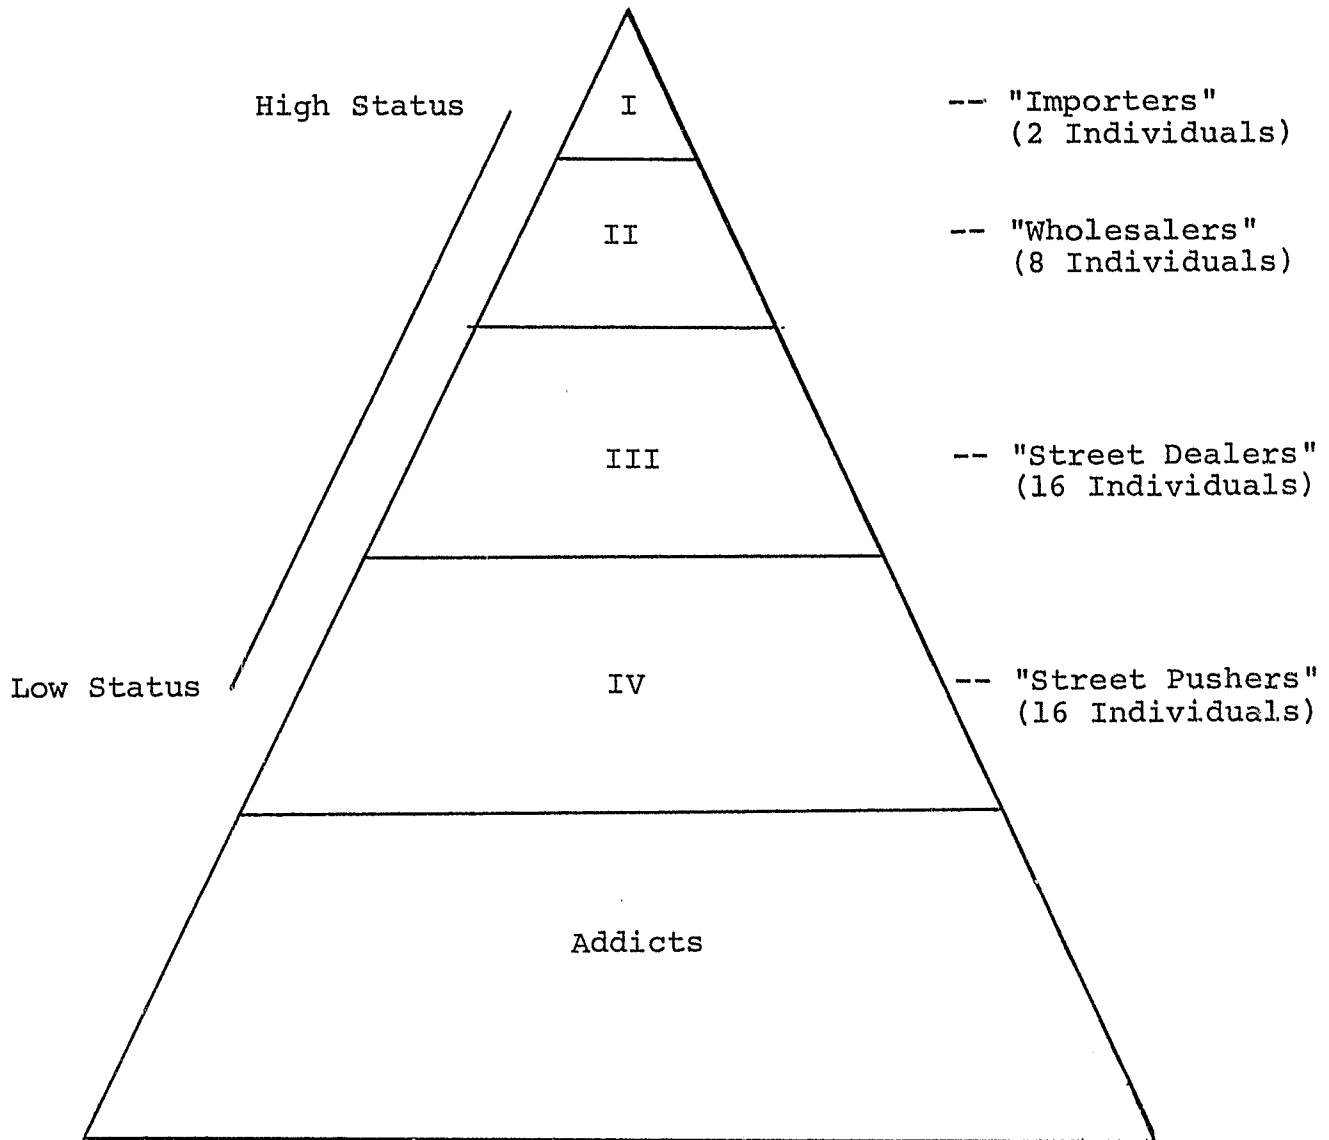 High Status
I
-- "Importers"
(2 Individuals)
II
-- "Wholesalers"
(8 Individuals)
III
-- "Street Dealers"
(16 Individuals)
Low Status
IV
-- "Street Pushers"
(16 Individuals)
Addicts